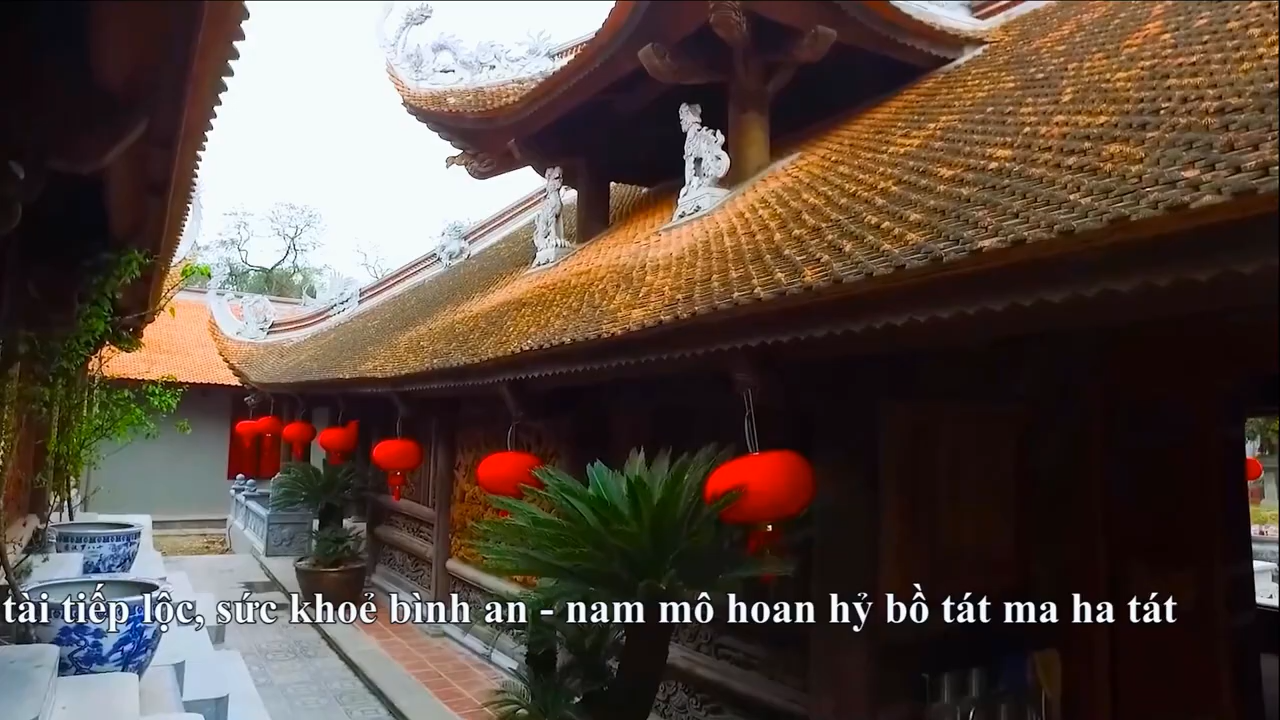 tài tiếp lộc, sức khoẻ bình an - nam mô hoan hỷ bồ tát ma ha tát